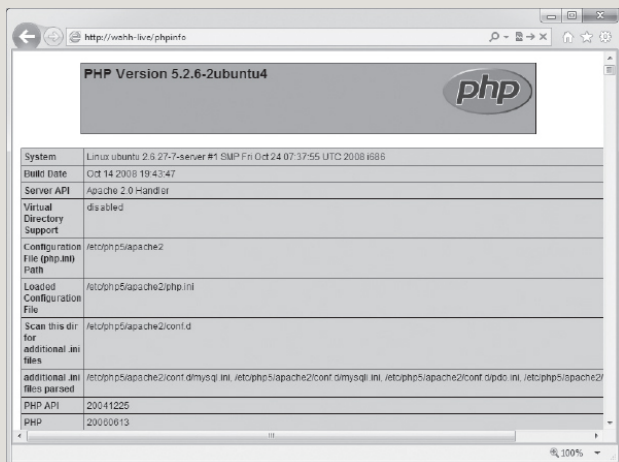 http://wahh-live/phpinfo
PHP Version 5.2.6-2ubuntu4
php
System Linux ubuntu 2.6.27-7-server #1 SMP Fri Oct 24 07:37:55 UTC 2008 i686
Build Date Oct 14 2008 19:43:47
Server API Apache 2.0 Handler
Virtual
Directory
Support disabled
Configuration
File (php.ini)
Path /etc/php5/apache2
Loaded
Configuration
File /etc/php5/apache2/php.ini
Scan this dir
for
additional .ini
files /etc/php5/apache2/conf.d
additional .ini
files parsed /etc/php5/apache2/conf.d/mysql.ini, /etc/php5/apache2/conf.d/mysqli.ini, /etc/php5/apache2/conf.d/pdo.ini, /etc/php5/apache2/
PHP API 20041225
PHP 20060613
100%